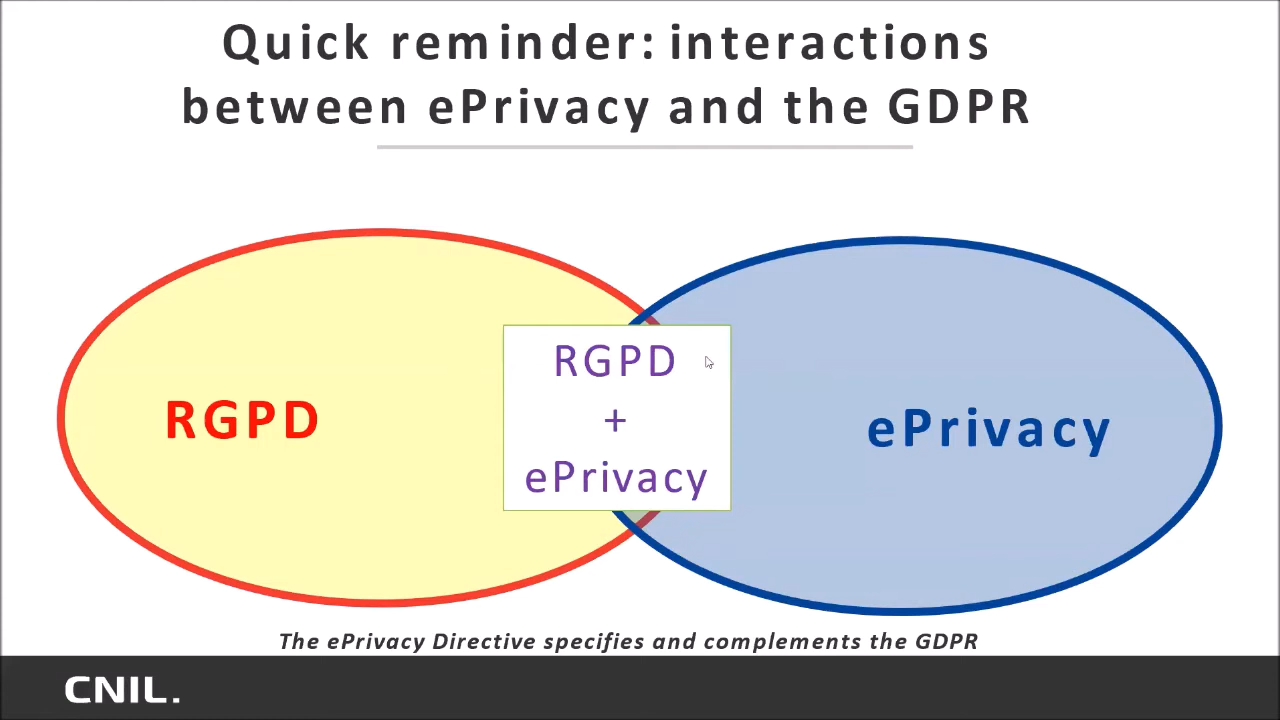 Quick reminder: interactions
between ePrivacy and the GDPR
RGPD
RGPD
+
ePrivacy
ePrivacy
The ePrivacy Directive specifies and complements the GDPR
CNIL.